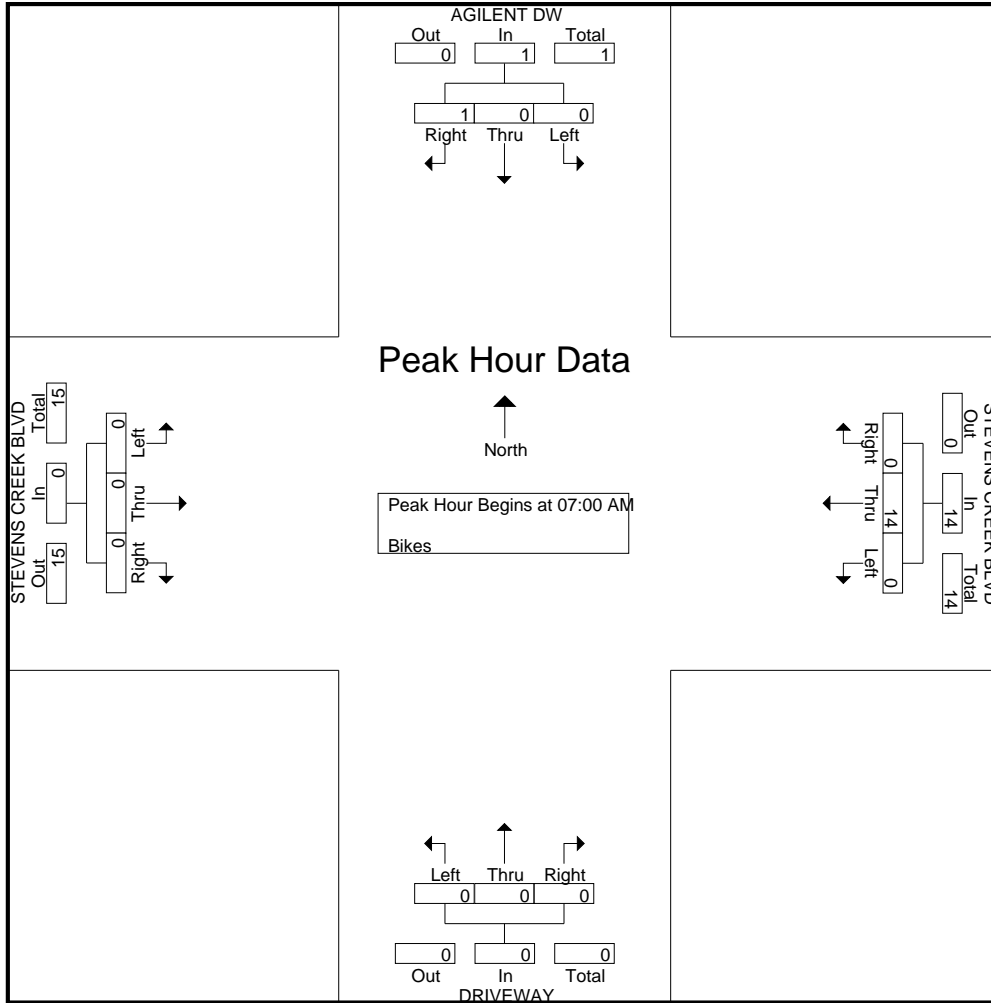 AGILENT DW
Out In Total
0 1 1
1 0 0
Right Thru Left
Peak Hour Data
North
Peak Hour Begins at 07:00 AM
Bikes
STEVENS CREEK BLVD
Out In Total
15 0 15
0 0 0
Right Thru Left
STEVENS CREEK BLVD
Out In Total
0 14 14
Right Thru Left
0 14 0
Left Thru Right
0 0 0
0 0 0
Out In Total
DRIVEWAY